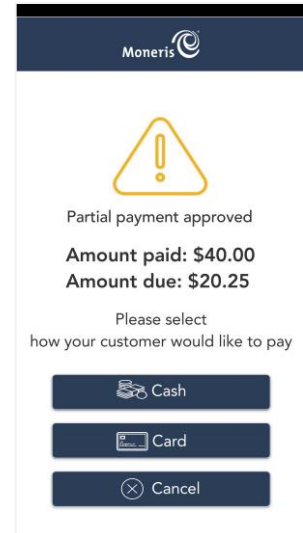 Moneris
Partial payment approved
Amount paid: $40.00
Amount due: $20.25
Please select
how your customer would like to pay
Cash
Card
Cancel